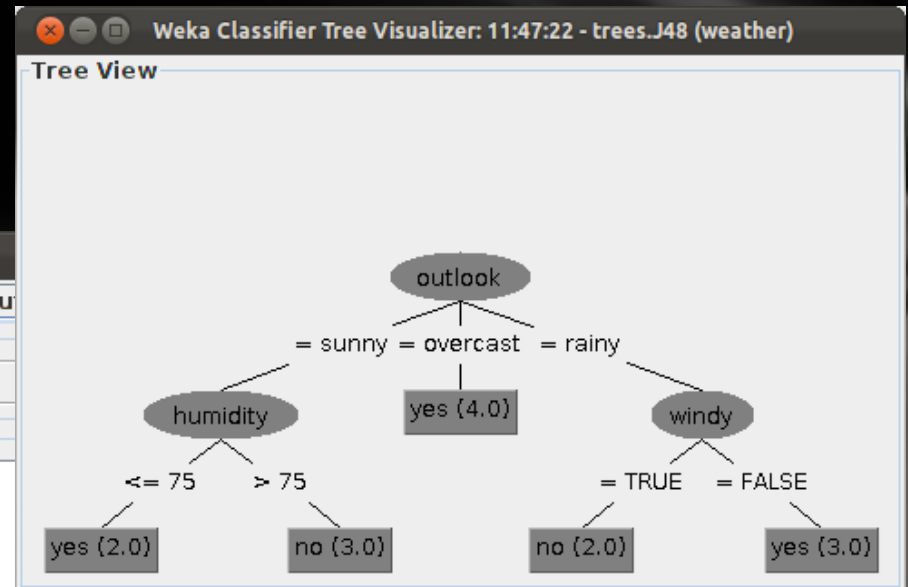 Weka Classifier Tree Visualizer: 11:47:22 - trees.J48 (weather)
Tree View
outlook
= sunny = overcast = rainy
humidity yes (4.0) windy
<= 75 > 75 = TRUE = FALSE
yes (2.0) no (3.0) no (2.0) yes (3.0)